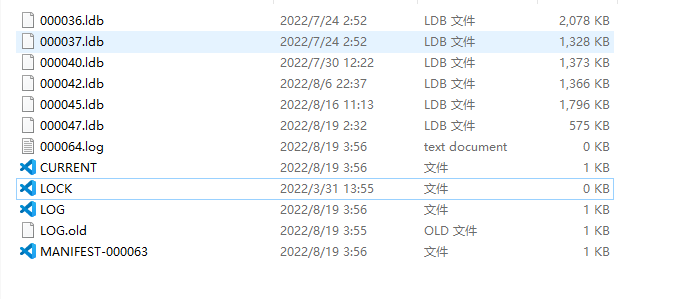 000036.ldb 2022/7/24 2:52 LDB 文件 2,078 KB
000037.ldb 2022/7/24 2:52 LDB 文件 1,328 KB
000040.ldb 2022/7/30 12:22 LDB 文件 1,373 KB
000042.ldb 2022/8/6 22:37 LDB 文件 1,366 KB
000045.ldb 2022/8/16 11:13 LDB 文件 1,796 KB
000047.ldb 2022/8/19 2:32 LDB 文件 575 KB
000064.log 2022/8/19 3:56 text document 0 KB
CURRENT 2022/8/19 3:56 文件 1 KB
LOCK 2022/3/31 13:55 文件 0 KB
LOG 2022/8/19 3:56 文件 1 KB
LOG.old 2022/8/19 3:55 OLD 文件 1 KB
MANIFEST-000063 2022/8/19 3:56 文件 1 KB